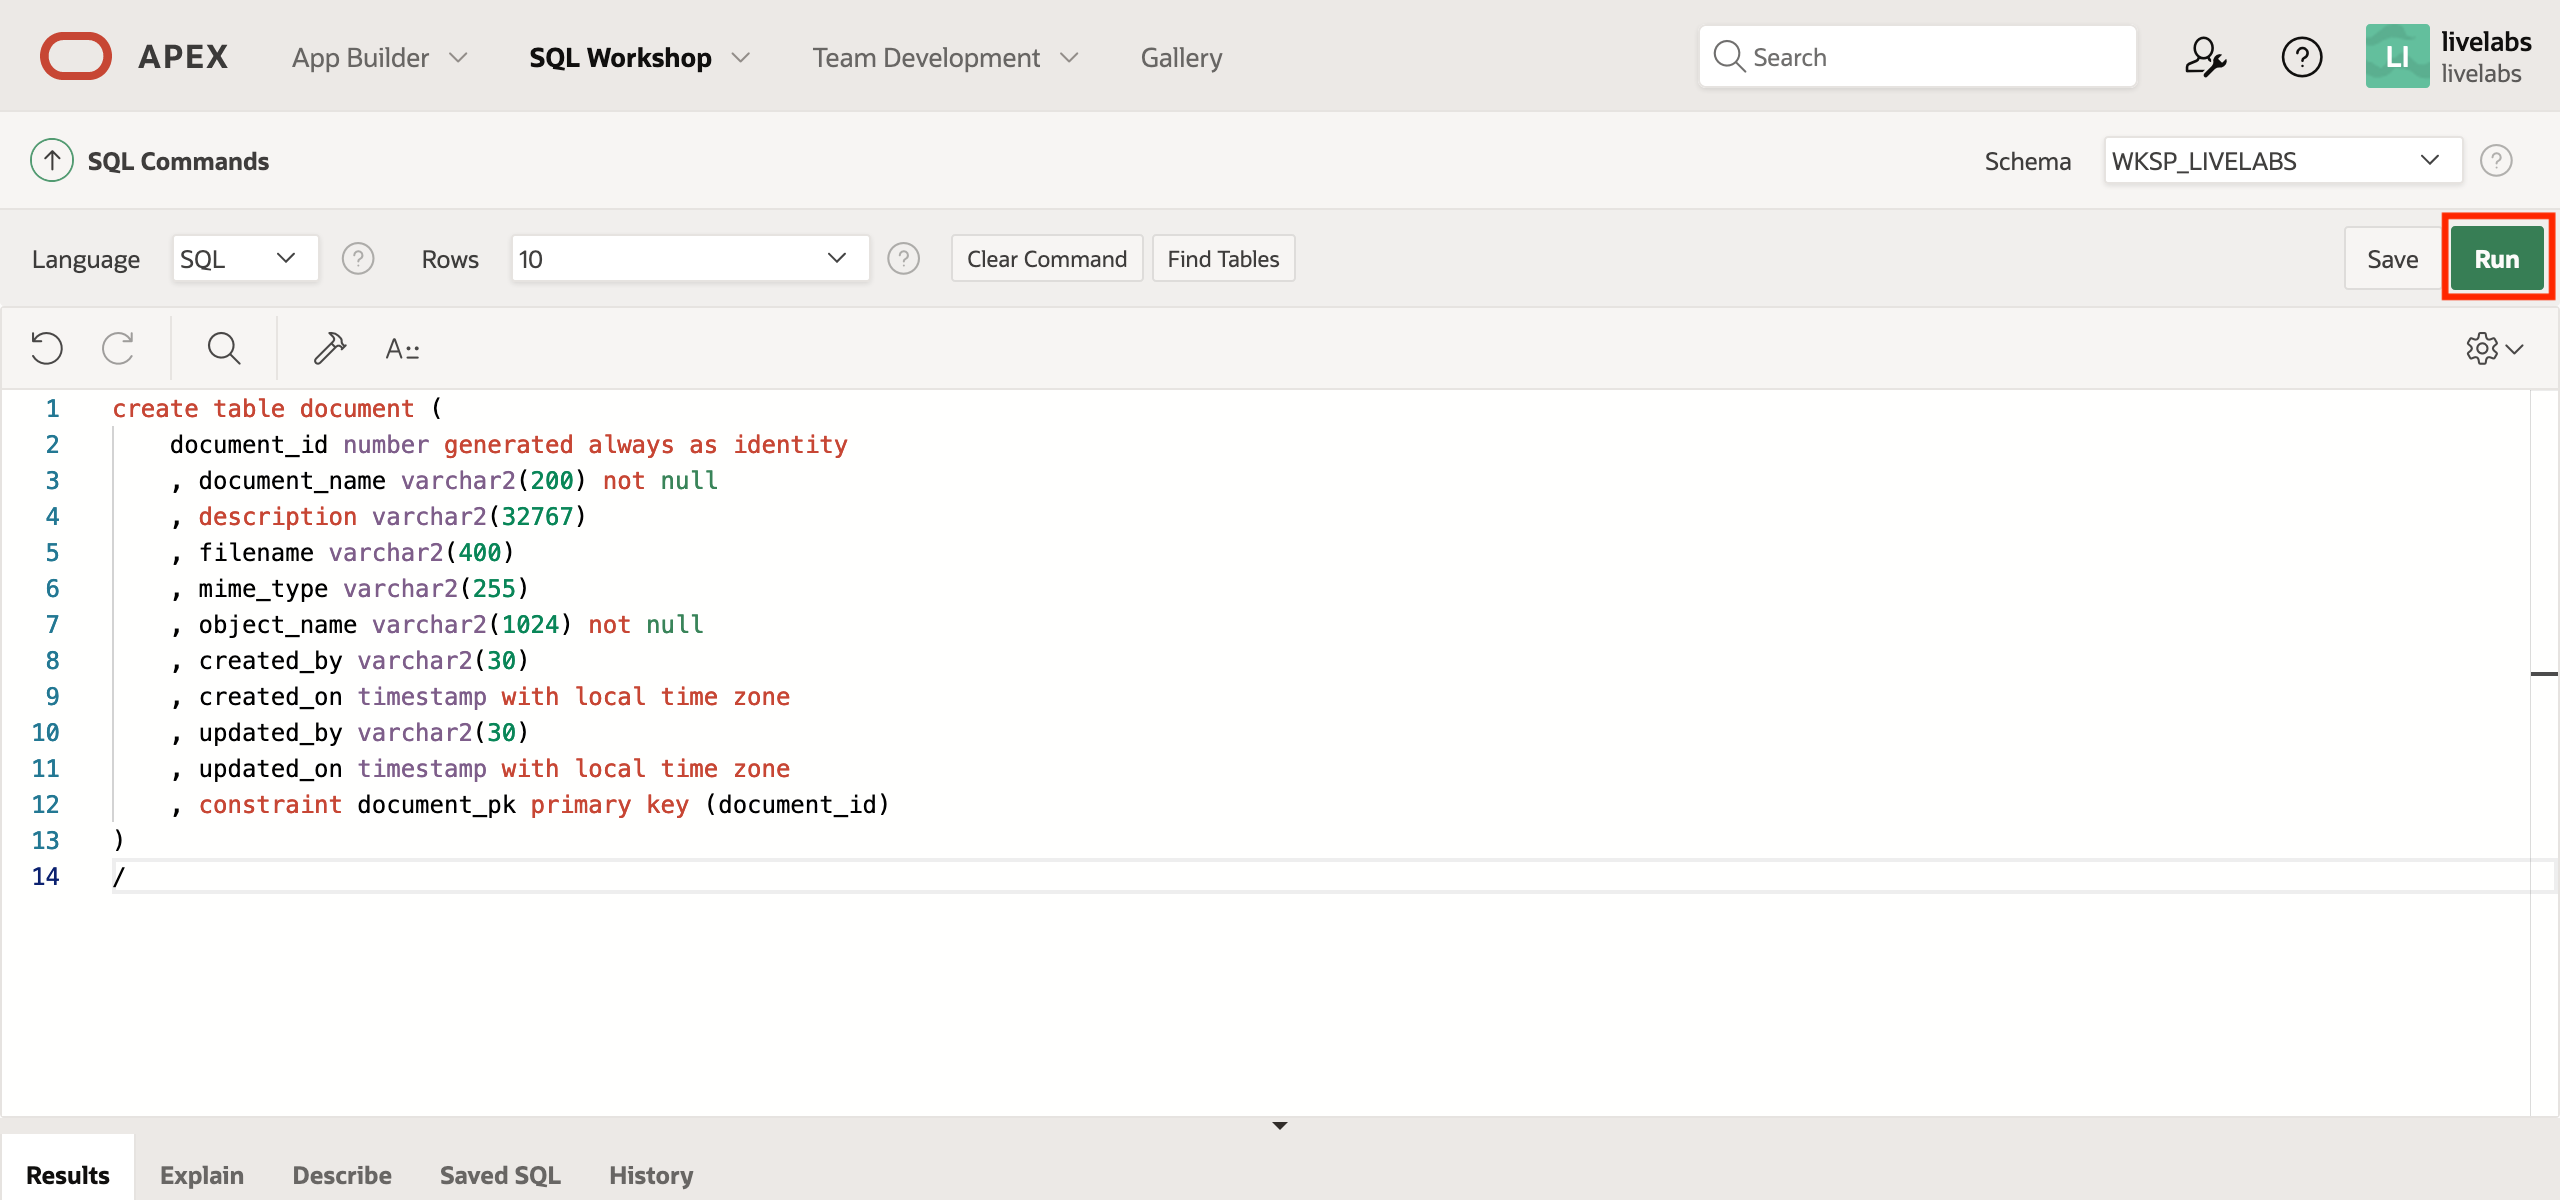 APEX App Builder SQL Workshop Team Development Gallery Search ? LI livelabs
livelabs
SQL Commands Schema WKSP_LIVELABS ?
Language SQL ? Rows 10 ? Clear Command Find Tables Save Run
A::
1 create table document (
2 document_id number generated always as identity
3 , document_name varchar2(200) not null
4 , description varchar2(32767)
5 , filename varchar2(400)
6 , mime_type varchar2(255)
7 , object_name varchar2(1024) not null
8 , created_by varchar2(30)
9 , created_on timestamp with local time zone
10 , updated_by varchar2(30)
11 , updated_on timestamp with local time zone
12 , constraint document_pk primary key (document_id)
13 )
14 /
Results Explain Describe Saved SQL History